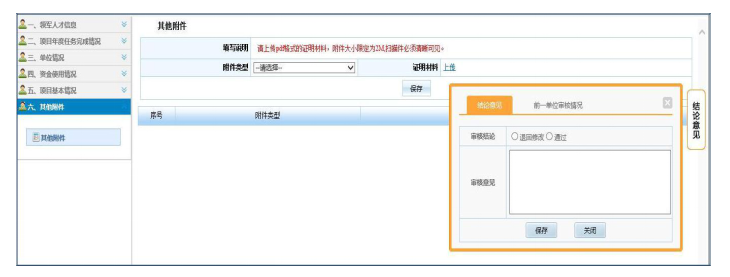 一、领军人才信息
二、项目年度任务完成情况
三、单位情况
四、资金使用情况
五、项目基本情况
六、其他附件
其他附件
其他附件
填写说明 请上传pdf格式的证明材料，附件大小限定为2M,扫描件必须清晰可见。
附件类型 --请选择-- 证明材料 上传
保存
序号 附件类型
结论意见 前一单位审核情况
审核结论 退回修改 通过
审核意见
保存 关闭
结论意见